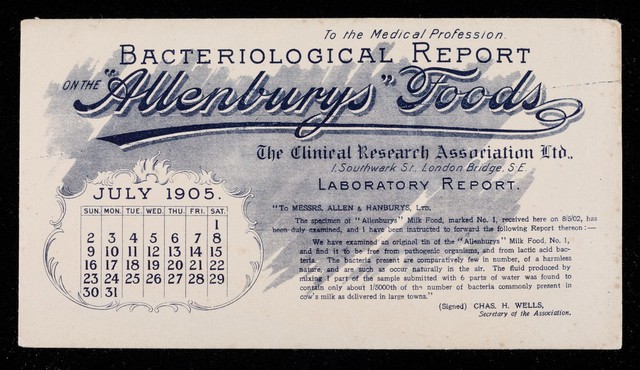 To the Medical Profession.
BACTERIOLOGICAL REPORT
ON THE "Allenburys" Foods
The Clinical Research Association Ltd.,
1, Southwark St., London Bridge, S.E.
LABORATORY REPORT.
JULY 1905.
SUN. MON. TUE. WED. THU. FRI. SAT.
1
2 3 4 5 6 7 8
9 10 11 12 13 14 15
16 17 18 19 20 21 22
23 24 25 26 27 28 29
30 31
"To MESSRS. ALLEN & HANBURYS, LTD.
The specimen of "Allenburys" Milk Food, marked No. 1, received here on 8/5/02, has
been duly examined, and I have been instructed to forward the following Report thereon:—
We have examined an original tin of the "Allenburys" Milk Food, No. 1,
and find it to be free from pathogenic organisms, and from lactic acid bac-
teria. The bacteria present are comparatively few in number, of a harmless
nature, and are such as occur naturally in the air. The fluid produced by
mixing 1 part of the sample submitted with 6 parts of water was found to
contain only about 1/5000th of the number of bacteria commonly present in
cow's milk as delivered in large towns."
(Signed) CHAS. H. WELLS,
Secretary of the Association.